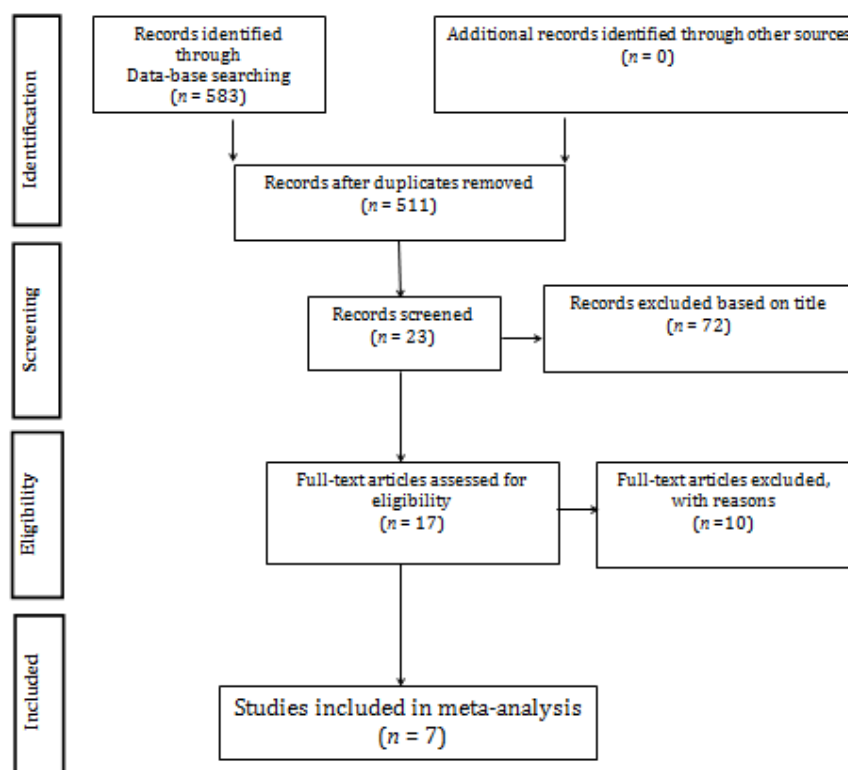 Identification
Records identified
through
Data-base searching
(n = 583)
Additional records identified through other sources
(n = 0)
Records after duplicates removed
(n = 511)
Screening
Records screened
(n = 23)
Records excluded based on title
(n = 72)
Eligibility
Full-text articles assessed for
eligibility
(n = 17)
Full-text articles excluded,
with reasons
(n =10)
Included
Studies included in meta-analysis
(n = 7)